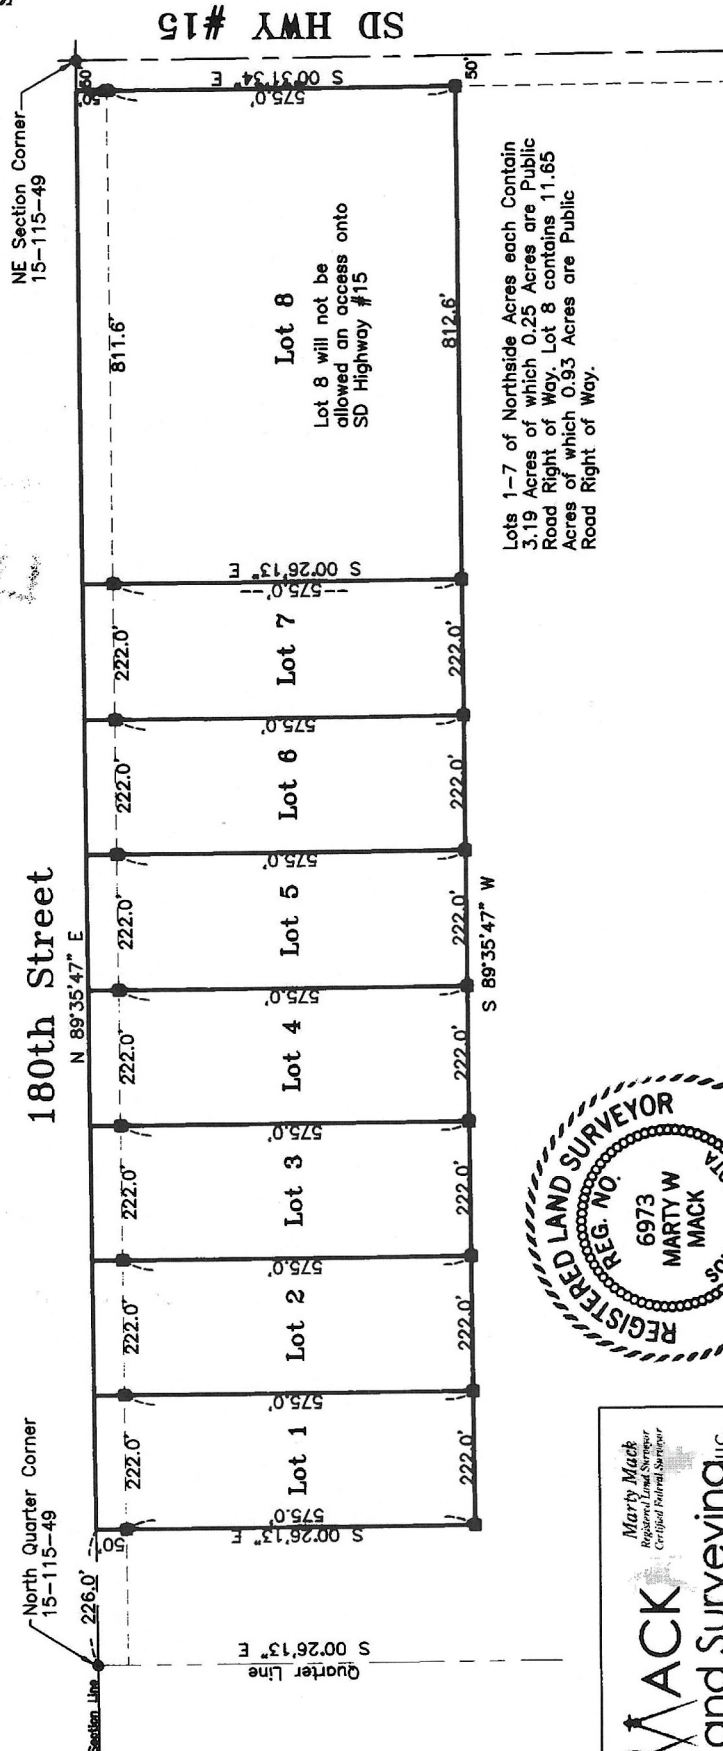 180th Street
N 89°35'47" E
SD HWY #15
North Quarter Corner
15-115-49
NE Section Corner
15-115-49
Section Line
226.0'
50'
50'
50'
222.0'
222.0'
222.0'
222.0'
222.0'
222.0'
222.0'
811.6'
Quarter Line
S 00°26'13" E
S 00°26'13" E
575.0'
Lot 1
575.0'
Lot 2
575.0'
Lot 3
575.0'
Lot 4
575.0'
Lot 5
575.0'
Lot 6
575.0'
Lot 7
S 00°26'13" E
575.0'
Lot 8
Lot 8 will not be
allowed an access onto
SD Highway #15
S 00°31'34" E
575.0'
222.0'
222.0'
222.0'
222.0'
222.0'
222.0'
222.0'
812.6'
50'
S 89°35'47" W
Lots 1-7 of Northside Acres each Contain
3.19 Acres of which 0.25 Acres are Public
Road Right of Way. Lot 8 contains 11.65
Acres of which 0.93 Acres are Public
Road Right of Way.
REGISTERED LAND SURVEYOR
REG. NO.
6973
MARTY W
MACK
Marty Mack
Registered Land Surveyor
Certified Federal Surveyor
MACK
and Surveying LLC